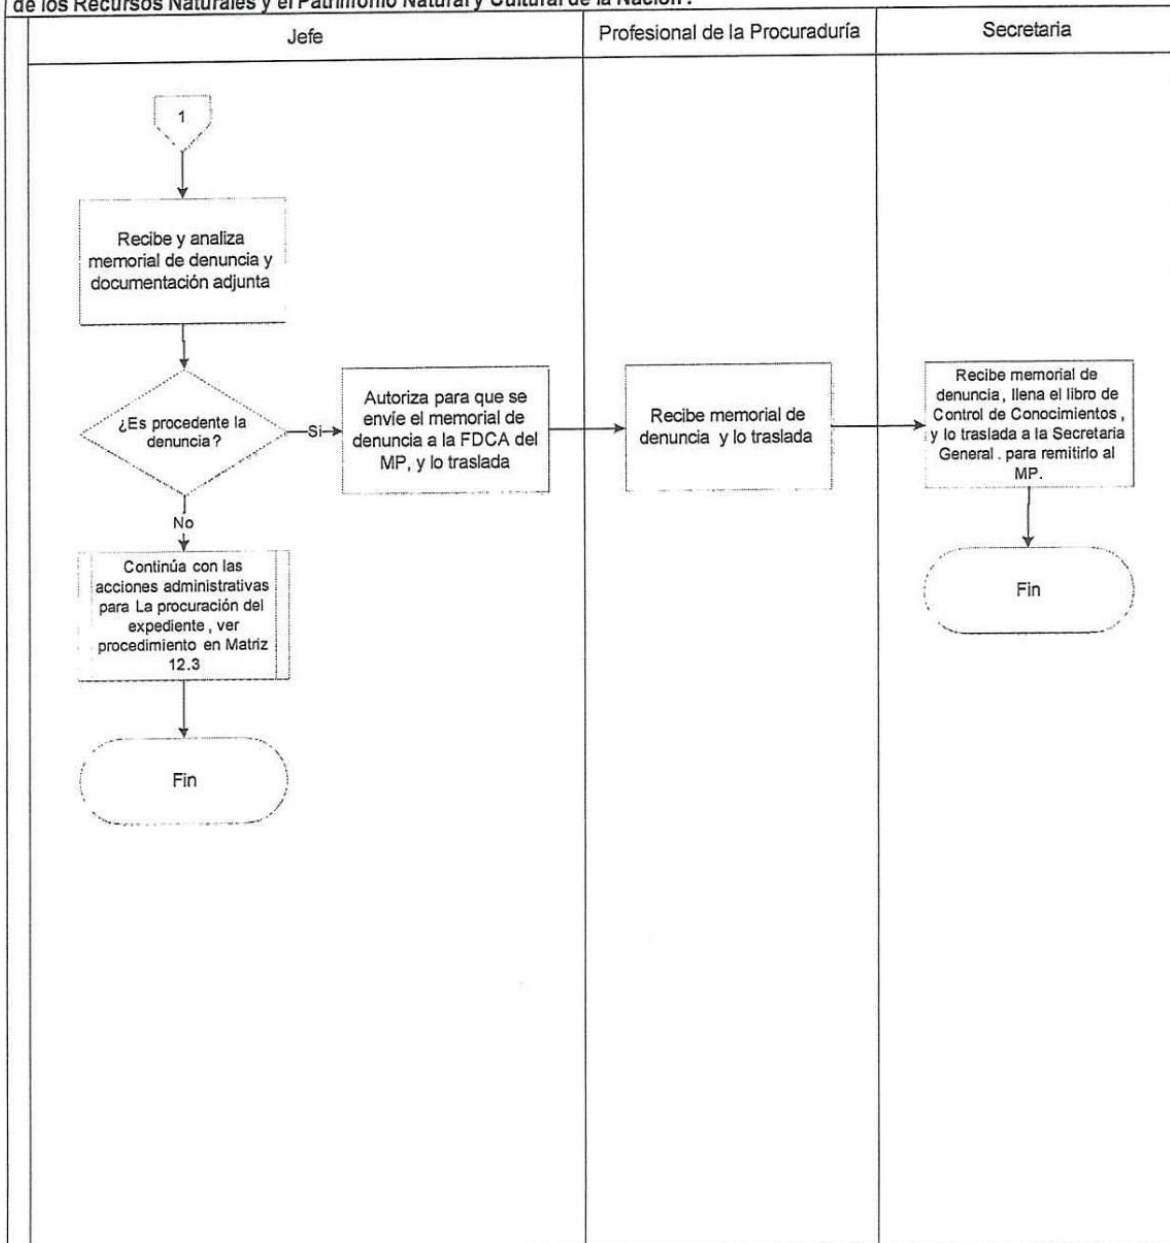 de los Recursos Naturales y el Patrimonio Natural y Cultural de la Nación .
Jefe
Profesional de la Procuraduría
Secretaria
1
Recibe y analiza
memorial de denuncia y
documentación adjunta
¿Es procedente la
denuncia?
Si
Autoriza para que se
envíe el memorial de
denuncia a la FDCA del
MP, y lo traslada
Recibe memorial de
denuncia y lo traslada
Recibe memorial de
denuncia, llena el libro de
Control de Conocimientos ,
y lo traslada a la Secretaria
General . para remitirlo al
MP.
No
Continúa con las
acciones administrativas
para La procuración del
expediente , ver
procedimiento en Matriz
12.3
Fin
Fin